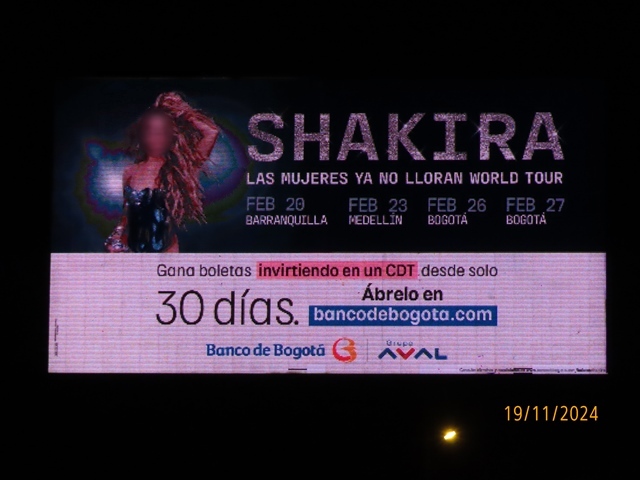 SHAKIRA
LAS MUJERES YA NO LLORAN WORLD TOUR
FEB 20 FEB 23 FEB 26 FEB 27
BARRANQUILLA MEDELLÍN BOGOTÁ BOGOTÁ
Gana boletas invirtiendo en un CDT desde solo
30 días. Ábrelo en
bancodebogota.com
Banco de Bogotá Grupo
AVAL
19/11/2024